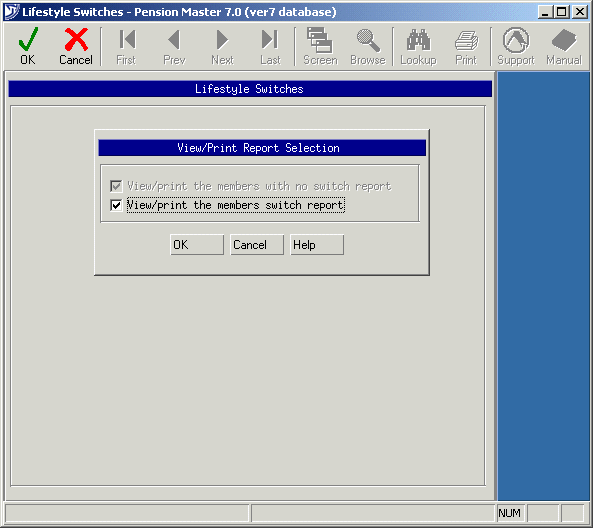 Lifestyle Switches - Pension Master 7.0 (ver7 database)
OK Cancel First Prev Next Last Screen Browse Lookup Print Support Manual
Lifestyle Switches
View/Print Report Selection
View/print the members with no switch report
View/print the members switch report
OK Cancel Help
NUM